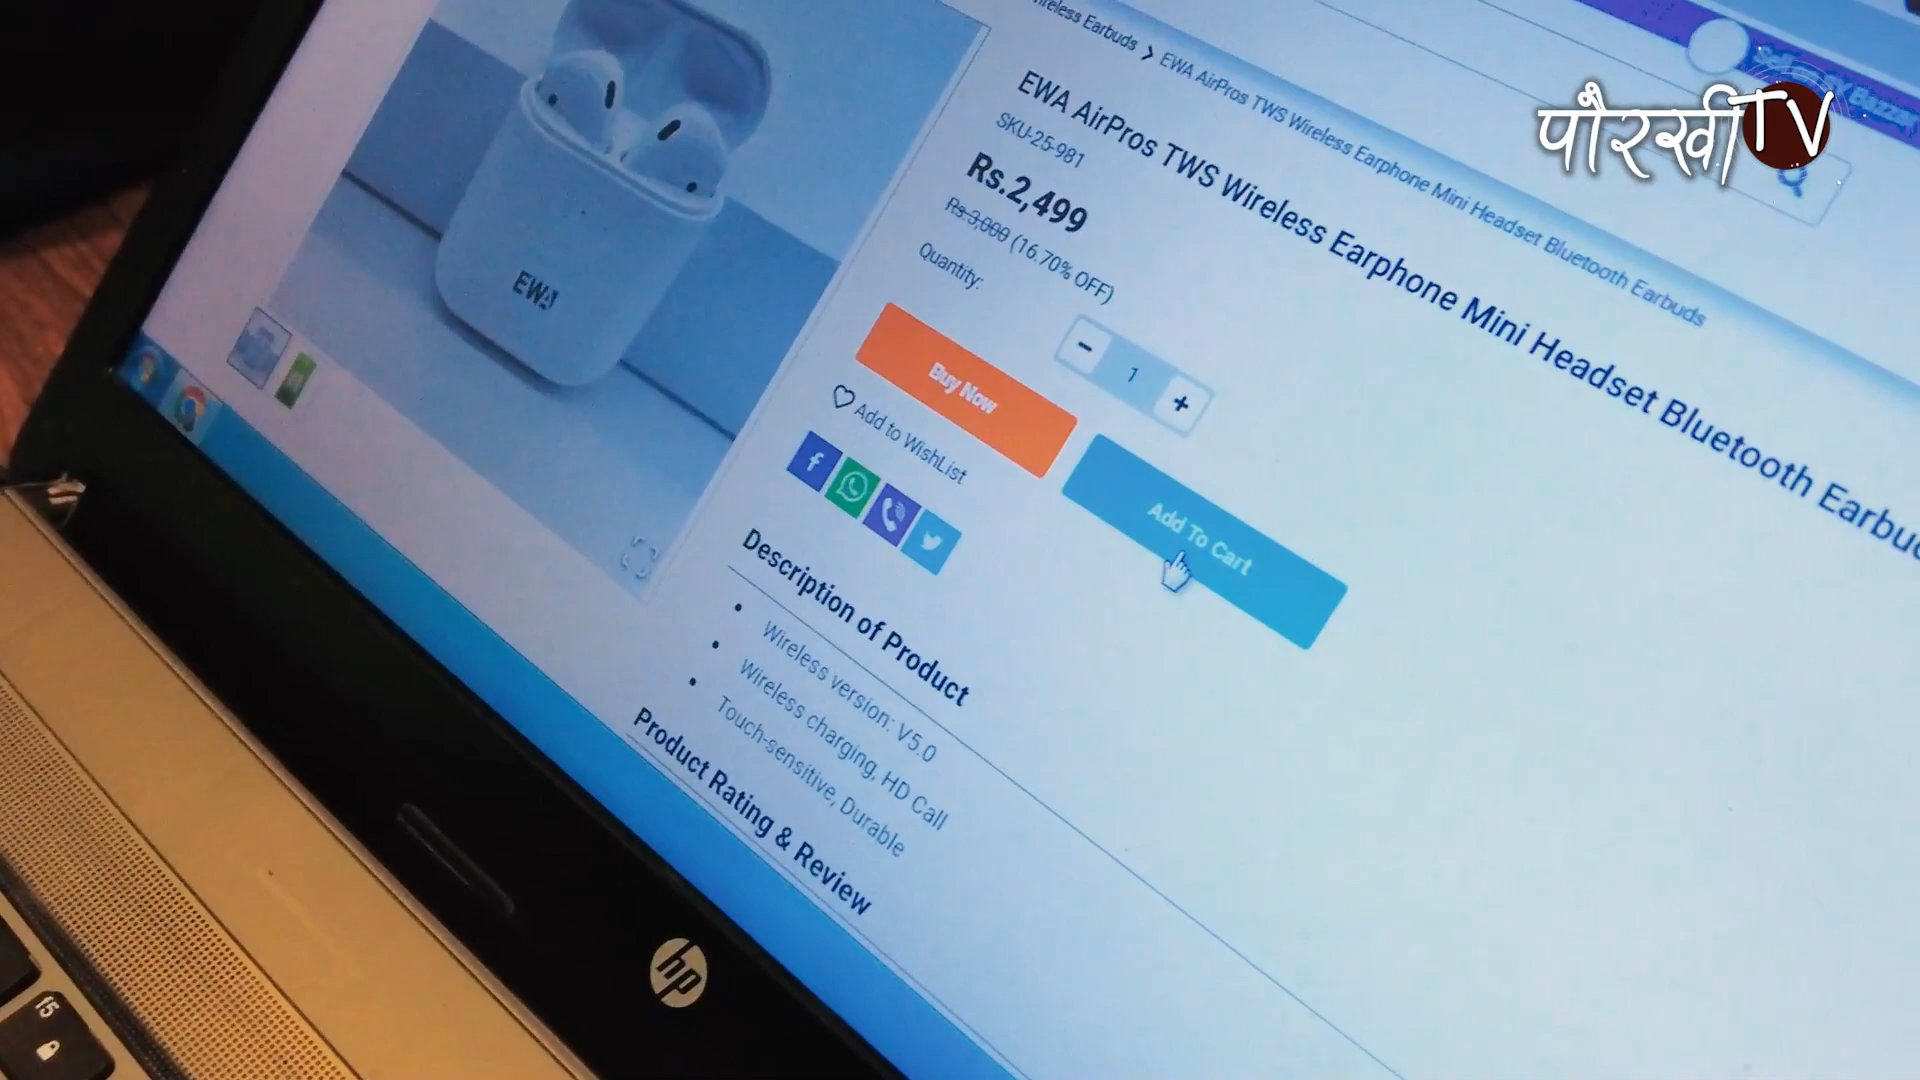 Wireless Earbuds > EWA AirPros TWS Wireless Earphone Mini Headset Bluetooth Earbuds
पौरखी TV
EWA AirPros TWS Wireless Earphone Mini Headset Bluetooth
SKU-25-981
Rs.2,499
Rs.3,000 (16.70% OFF)
Quantity:
− 1 +
Buy Now
Add To Cart
Add to WishList
Description of Product
Wireless version: V5.0
Wireless charging, HD Call
Touch-sensitive, Durable
Product Rating & Review
EWA
hp
15